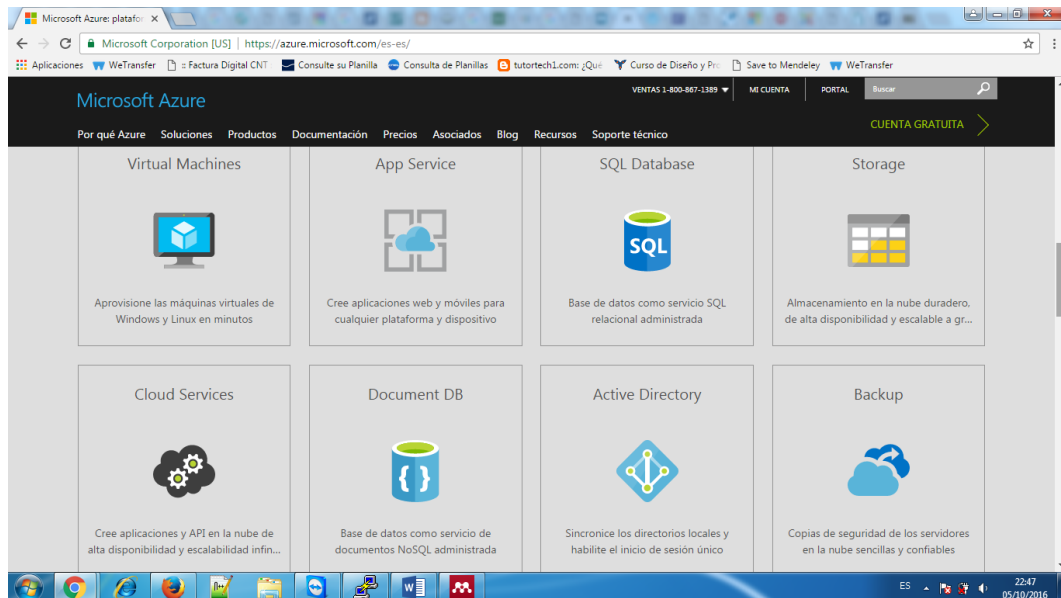 Microsoft Azure: platafor
Microsoft Corporation [US] | https://azure.microsoft.com/es-es/
Aplicaciones WeTransfer :: Factura Digital CNT Consulte su Planilla Consulta de Planillas tutortech1.com: ¿Qué Curso de Diseño y Pro Save to Mendeley WeTransfer
VENTAS 1-800-867-1389 MI CUENTA PORTAL Buscar
Microsoft Azure
CUENTA GRATUITA
Por qué Azure Soluciones Productos Documentación Precios Asociados Blog Recursos Soporte técnico
Virtual Machines
Aprovisione las máquinas virtuales de
Windows y Linux en minutos
App Service
Cree aplicaciones web y móviles para
cualquier plataforma y dispositivo
SQL Database
SQL
Base de datos como servicio SQL
relacional administrada
Storage
Almacenamiento en la nube duradero,
de alta disponibilidad y escalable a gr...
Cloud Services
Cree aplicaciones y API en la nube de
alta disponibilidad y escalabilidad infin...
Document DB
{ }
Base de datos como servicio de
documentos NoSQL administrada
Active Directory
Sincronice los directorios locales y
habilite el inicio de sesión único
Backup
Copias de seguridad de los servidores
en la nube sencillas y confiables
ES
22:47
05/10/2016